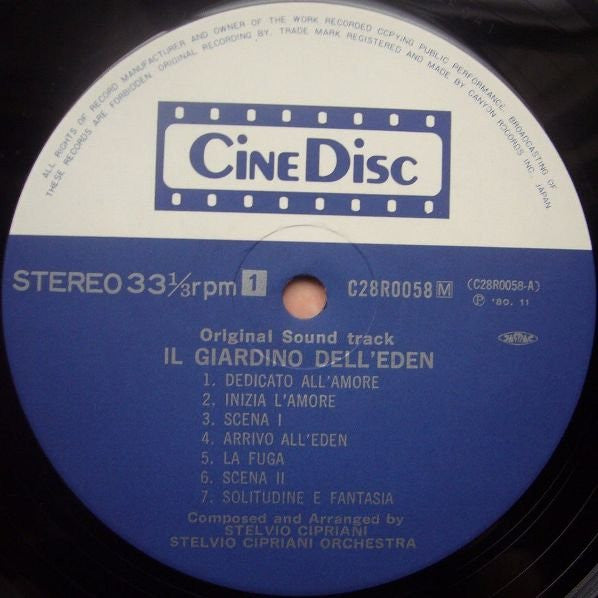 ALL RIGHTS OF RECORD MANUFACTURER AND OWNER OF THE WORK RECORDED COPYING PUBLIC PERFORMANCE, BROADCASTING OF
THESE RECORDS ARE FORBIDDEN. ORIGINAL RECORDING BY, TRADE MARK REGISTERED AND MADE BY CANYON RECORDS INC. JAPAN
CINEDISC
STEREO 33⅓rpm 1 C28R0058 M (C28R0058-A)
Ⓟ '80. 11
Original Sound track
IL GIARDINO DELL'EDEN
1. DEDICATO ALL'AMORE
2. INIZIA L'AMORE
3. SCENA I
4. ARRIVO ALL'EDEN
5. LA FUGA
6. SCENA II
7. SOLITUDINE E FANTASIA
Composed and Arranged by
STELVIO CIPRIANI
STELVIO CIPRIANI ORCHESTRA